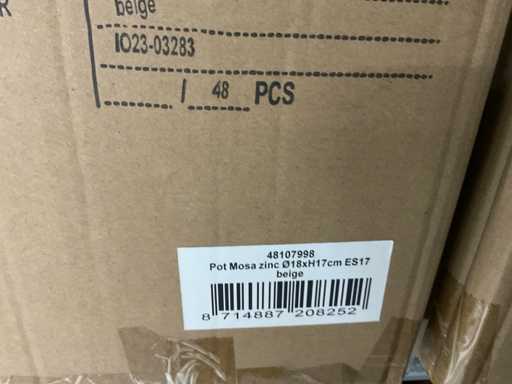 R
beige
IO23-03283
/ 48 PCS
48107998
Pot Mosa zinc Ø18xH17cm ES17
beige
8 714887 208252